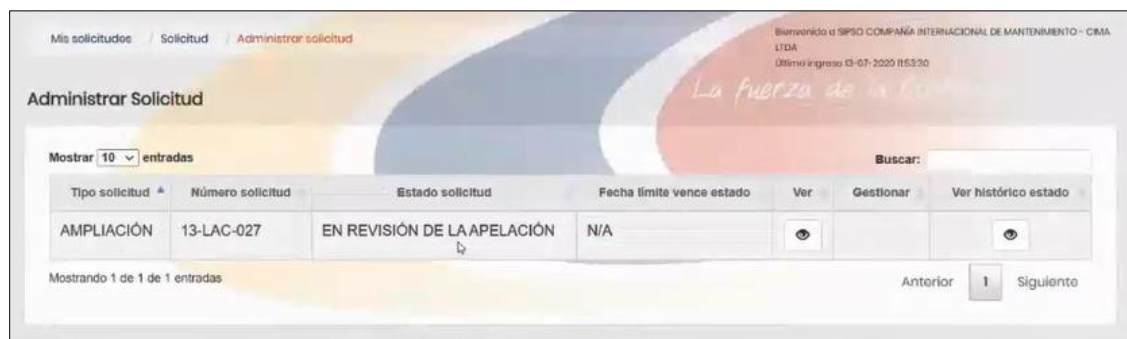 Mis solicitudes / Solicitud / Administrar solicitud
Bienvenido a SIPSO COMPAÑÍA INTERNACIONAL DE MANTENIMIENTO - CIMA
LTDA
Último ingreso 13-07-2020 11:53:30
La fuerza de la
Administrar Solicitud
Mostrar 10 entradas
Buscar:
Tipo solicitud Número solicitud Estado solicitud Fecha límite vence estado Ver Gestionar Ver histórico estado
AMPLIACIÓN 13-LAC-027 EN REVISIÓN DE LA APELACIÓN N/A
Mostrando 1 de 1 de 1 entradas
Anterior 1 Siguiente